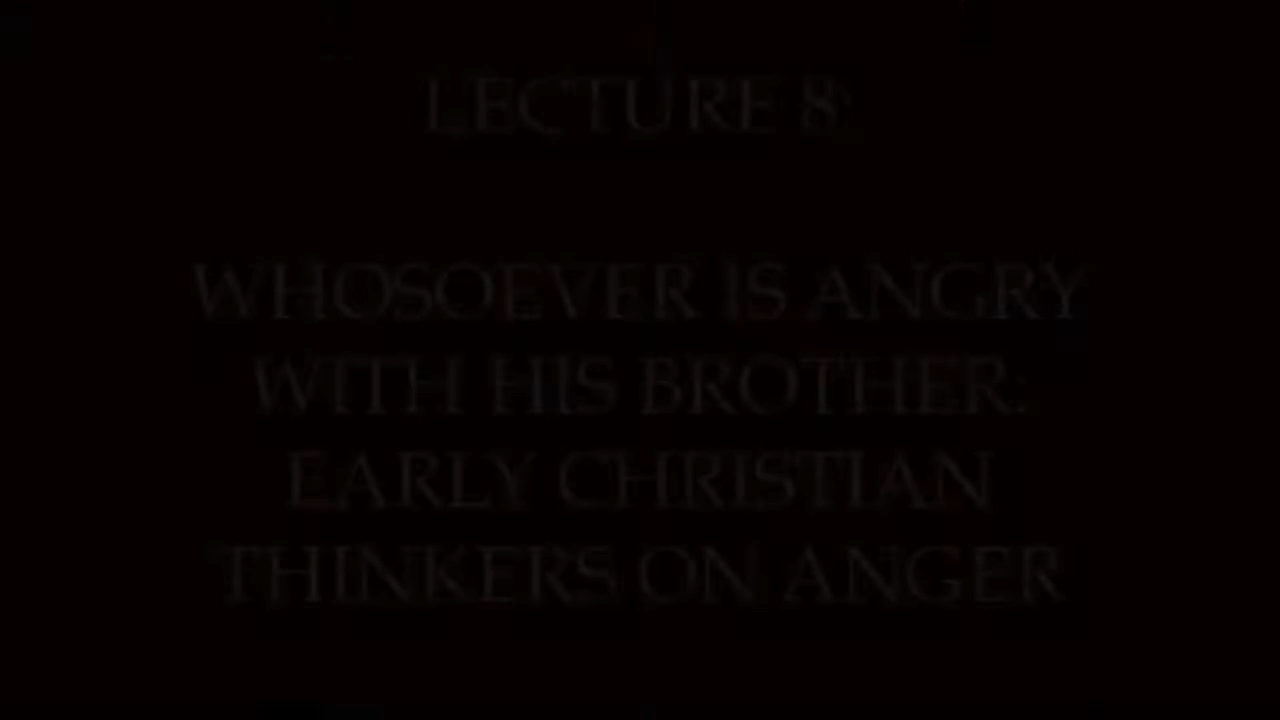 LECTURE 8:
WHOSOEVER IS ANGRY
WITH HIS BROTHER:
EARLY CHRISTIAN
THINKERS ON ANGER